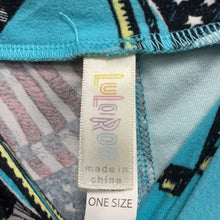 LuLaRoe
made in
china
ONE SIZE